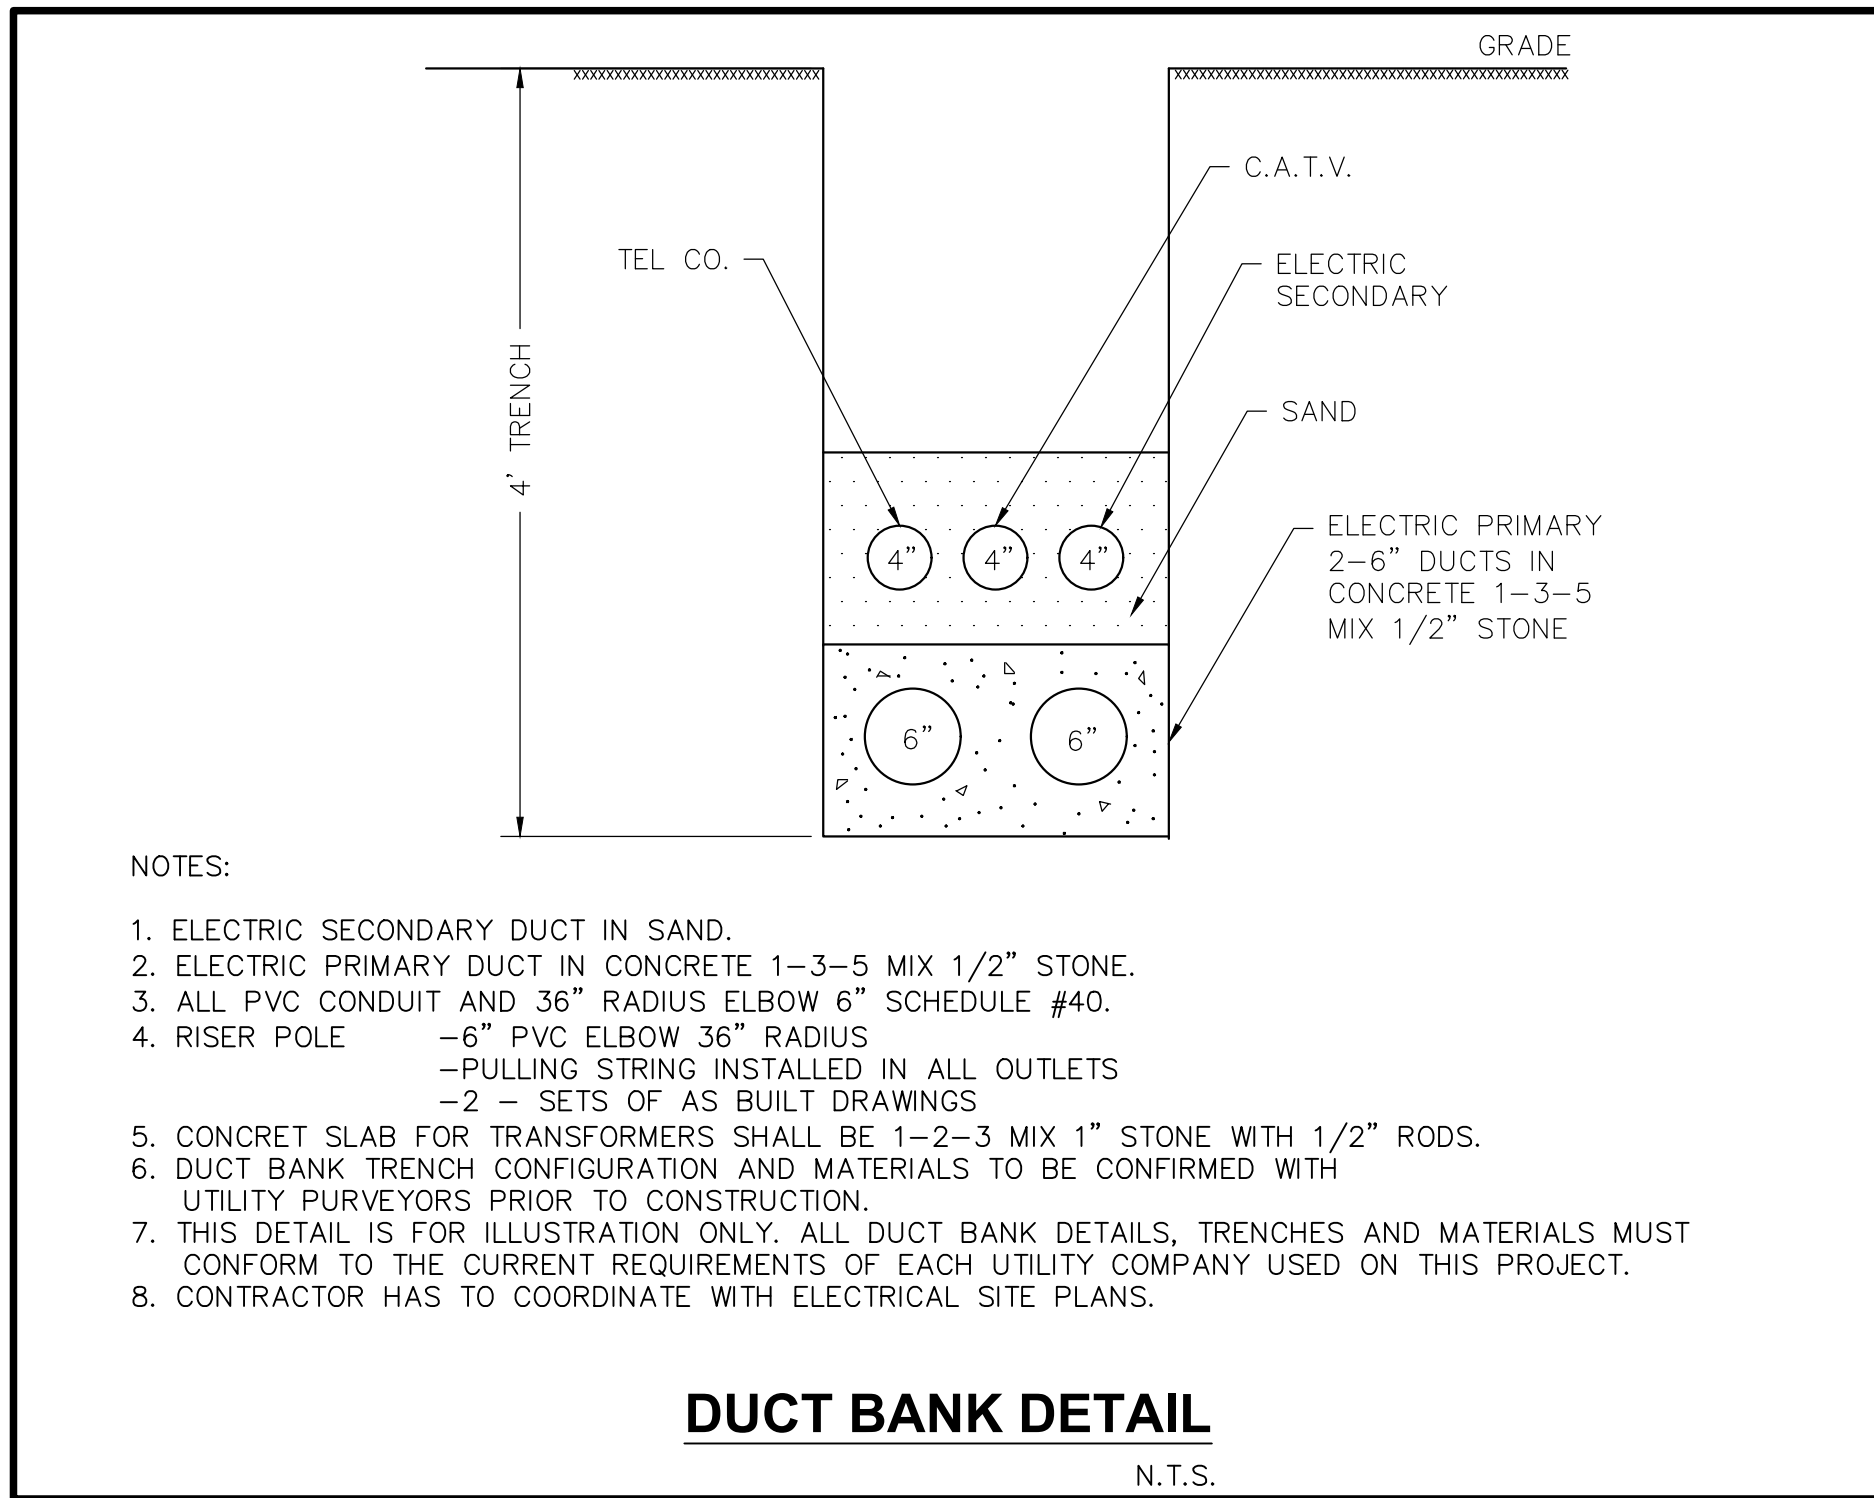 GRADE
C.A.T.V.
TEL CO.
ELECTRIC
SECONDARY
4' TRENCH
SAND
4” 4” 4”
ELECTRIC PRIMARY
2–6” DUCTS IN
CONCRETE 1–3–5
MIX 1/2” STONE
6” 6”
NOTES:
1. ELECTRIC SECONDARY DUCT IN SAND.
2. ELECTRIC PRIMARY DUCT IN CONCRETE 1–3–5 MIX 1/2” STONE.
3. ALL PVC CONDUIT AND 36” RADIUS ELBOW 6” SCHEDULE #40.
4. RISER POLE –6” PVC ELBOW 36” RADIUS
–PULLING STRING INSTALLED IN ALL OUTLETS
–2 – SETS OF AS BUILT DRAWINGS
5. CONCRET SLAB FOR TRANSFORMERS SHALL BE 1–2–3 MIX 1” STONE WITH 1/2” RODS.
6. DUCT BANK TRENCH CONFIGURATION AND MATERIALS TO BE CONFIRMED WITH
UTILITY PURVEYORS PRIOR TO CONSTRUCTION.
7. THIS DETAIL IS FOR ILLUSTRATION ONLY. ALL DUCT BANK DETAILS, TRENCHES AND MATERIALS MUST
CONFORM TO THE CURRENT REQUIREMENTS OF EACH UTILITY COMPANY USED ON THIS PROJECT.
8. CONTRACTOR HAS TO COORDINATE WITH ELECTRICAL SITE PLANS.
DUCT BANK DETAIL
N.T.S.